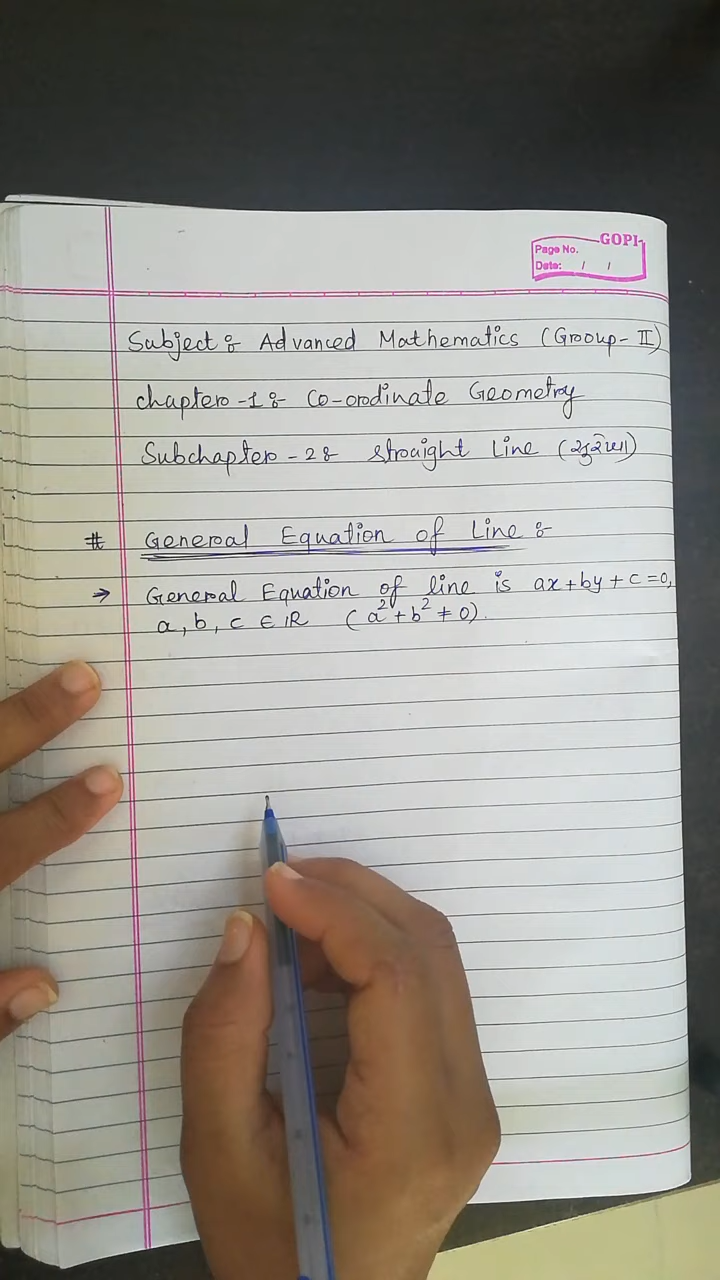 GOPI
Page No.
Date: / /
Subject : Advanced Mathematics (Group - II)
chapter - 1 : Co-ordinate Geometry
Subchapter - 2 : straight Line (સુરેખા)
# General Equation of Line :
→ General Equation of line is ax + by + c = 0,
a, b, c ∈ IR (a² + b² ≠ 0).